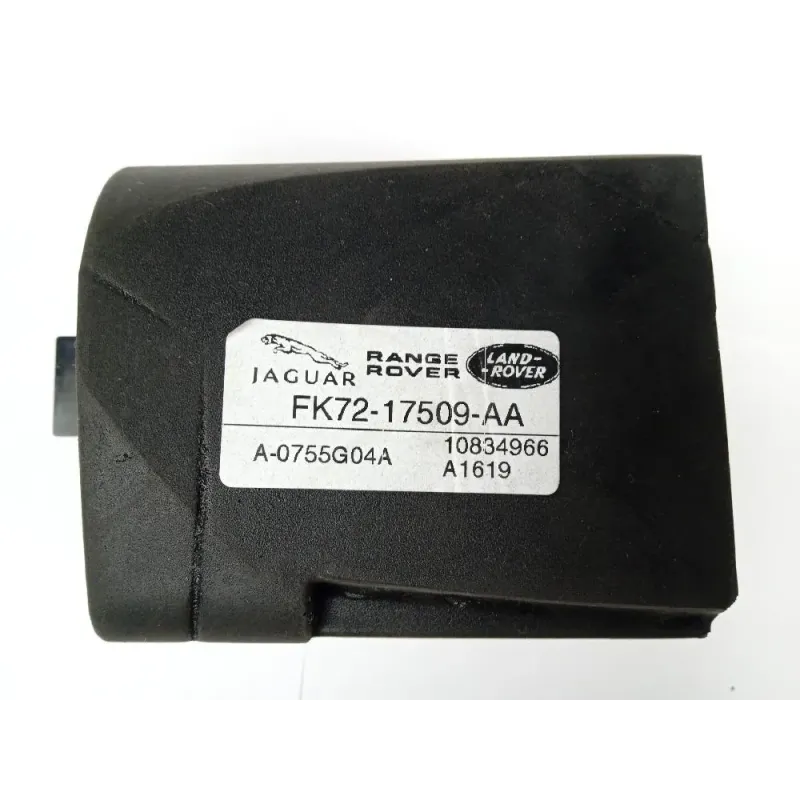 JAGUAR
RANGE
ROVER
LAND-
-ROVER
FK72-17509-AA
A-0755G04A
10834966
A1619